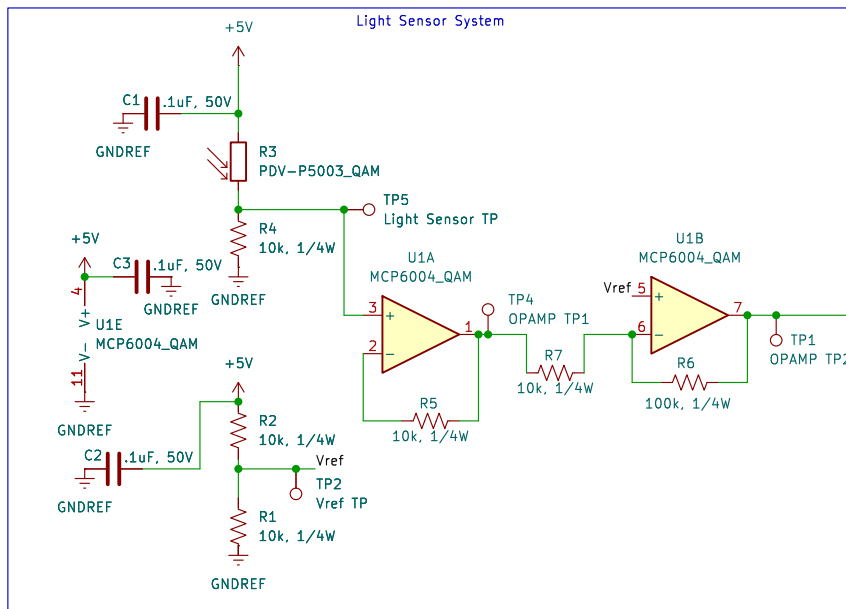 Light Sensor System
+5V
C1
.1uF, 50V
GNDREF
R3
PDV-P5003_QAM
TP5
Light Sensor TP
R4
10k, 1/4W
GNDREF
+5V
C3
.1uF, 50V
GNDREF
4
V+
U1E
MCP6004_QAM
V-
11
GNDREF
U1A
MCP6004_QAM
3
+
2
-
1
TP4
OPAMP TP1
R5
10k, 1/4W
R7
10k, 1/4W
U1B
MCP6004_QAM
Vref
5
+
6
-
7
TP1
OPAMP TP2
R6
100k, 1/4W
+5V
R2
10k, 1/4W
C2
.1uF, 50V
GNDREF
Vref
TP2
Vref TP
R1
10k, 1/4W
GNDREF